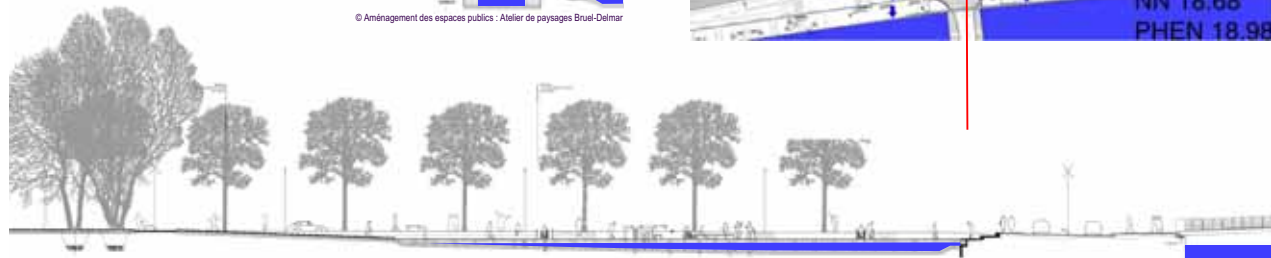 © Aménagement des espaces publics : Atelier de paysages Bruel-Delmar
NN 18.68
PHEN 18.98